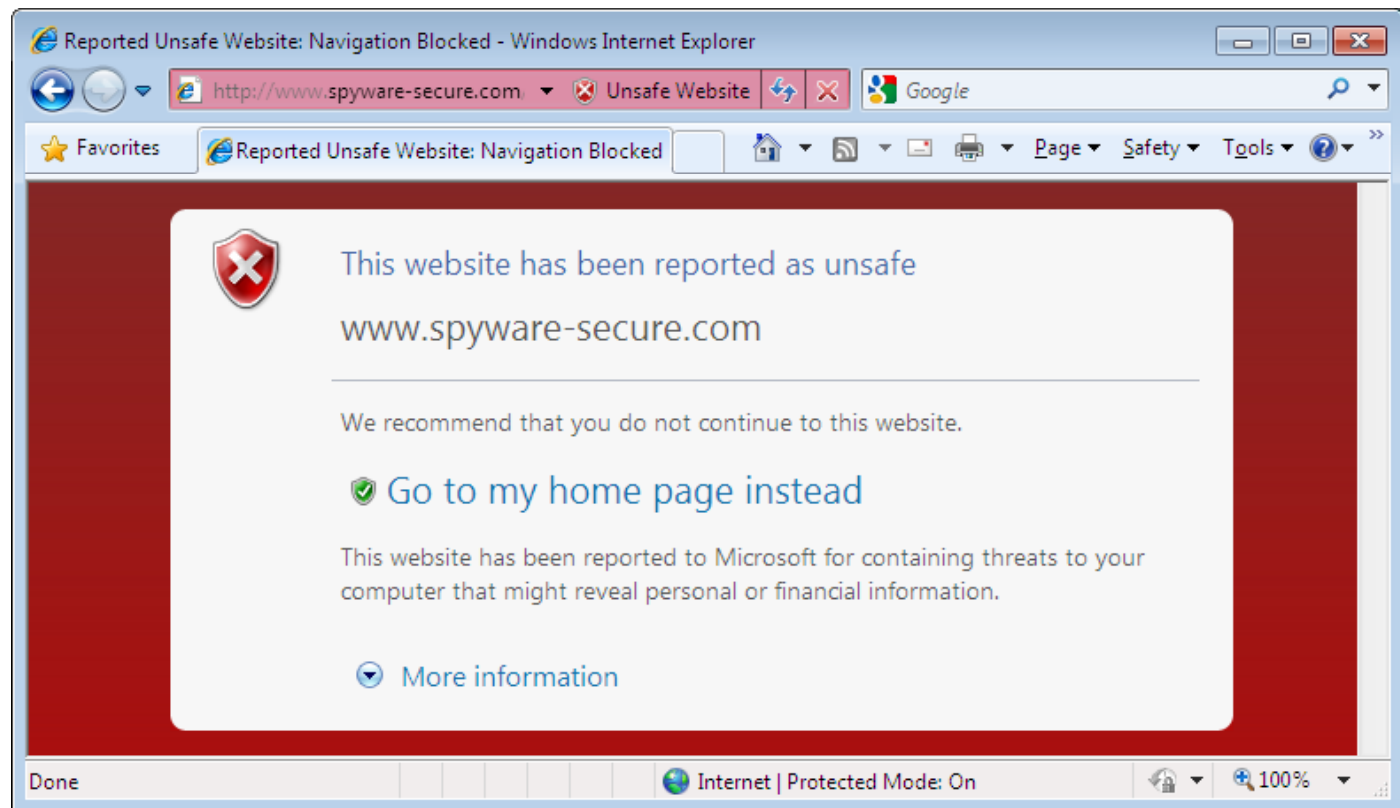 Reported Unsafe Website: Navigation Blocked - Windows Internet Explorer
http://www.spyware-secure.com/ Unsafe Website Google
Favorites Reported Unsafe Website: Navigation Blocked Page Safety Tools
This website has been reported as unsafe
www.spyware-secure.com
We recommend that you do not continue to this website.
Go to my home page instead
This website has been reported to Microsoft for containing threats to your
computer that might reveal personal or financial information.
More information
Done Internet | Protected Mode: On 100%